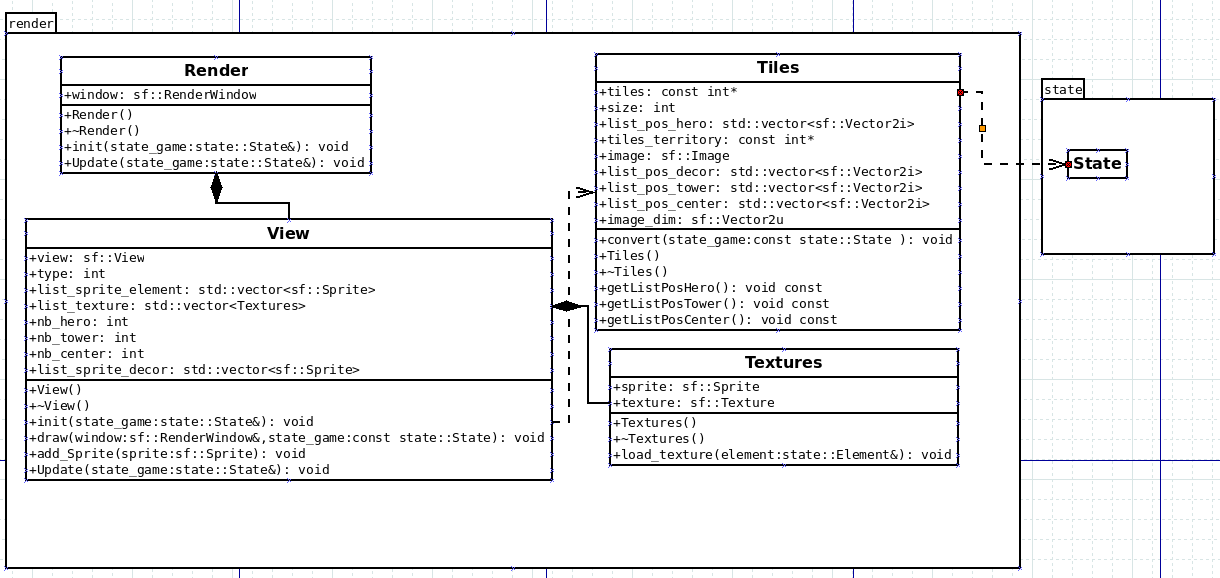 render
Render
+window: sf::RenderWindow
+Render()
+~Render()
+init(state_game:state::State&): void
+Update(state_game:state::State&): void
View
+view: sf::View
+type: int
+list_sprite_element: std::vector<sf::Sprite>
+list_texture: std::vector<Textures>
+nb_hero: int
+nb_tower: int
+nb_center: int
+list_sprite_decor: std::vector<sf::Sprite>
+View()
+~View()
+init(state_game:state::State&): void
+draw(window:sf::RenderWindow&,state_game:const state::State): void
+add_Sprite(sprite:sf::Sprite): void
+Update(state_game:state::State&): void
Tiles
+tiles: const int*
+size: int
+list_pos_hero: std::vector<sf::Vector2i>
+tiles_territory: const int*
+image: sf::Image
+list_pos_decor: std::vector<sf::Vector2i>
+list_pos_tower: std::vector<sf::Vector2i>
+list_pos_center: std::vector<sf::Vector2i>
+image_dim: sf::Vector2u
+convert(state_game:const state::State ): void
+Tiles()
+~Tiles()
+getListPosHero(): void const
+getListPosTower(): void const
+getListPosCenter(): void const
Textures
+sprite: sf::Sprite
+texture: sf::Texture
+Textures()
+~Textures()
+load_texture(element:state::Element&): void
state
State